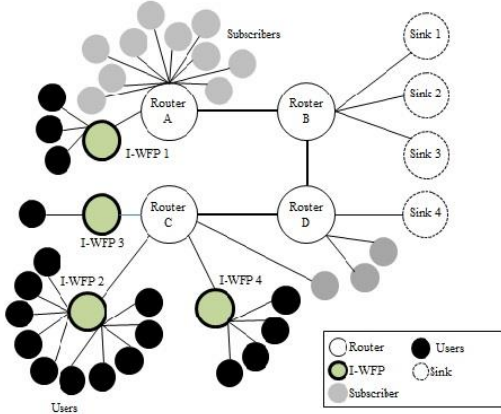 Subscribers
Sink 1
Router
A
Router
B
Sink 2
I-WFP 1
Sink 3
Router
C
Router
D
Sink 4
I-WFP 3
I-WFP 2
I-WFP 4
Users
Router
Users
I-WFP
Sink
Subscriber